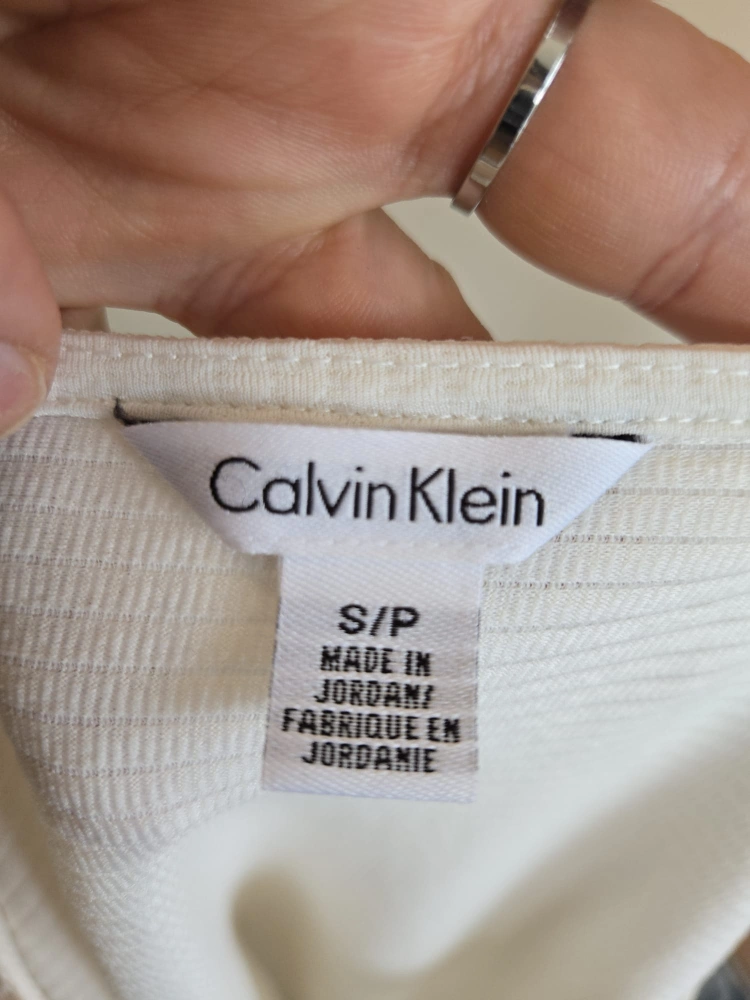 Calvin Klein
S/P
MADE IN
JORDAN/
FABRIQUE EN
JORDANIE